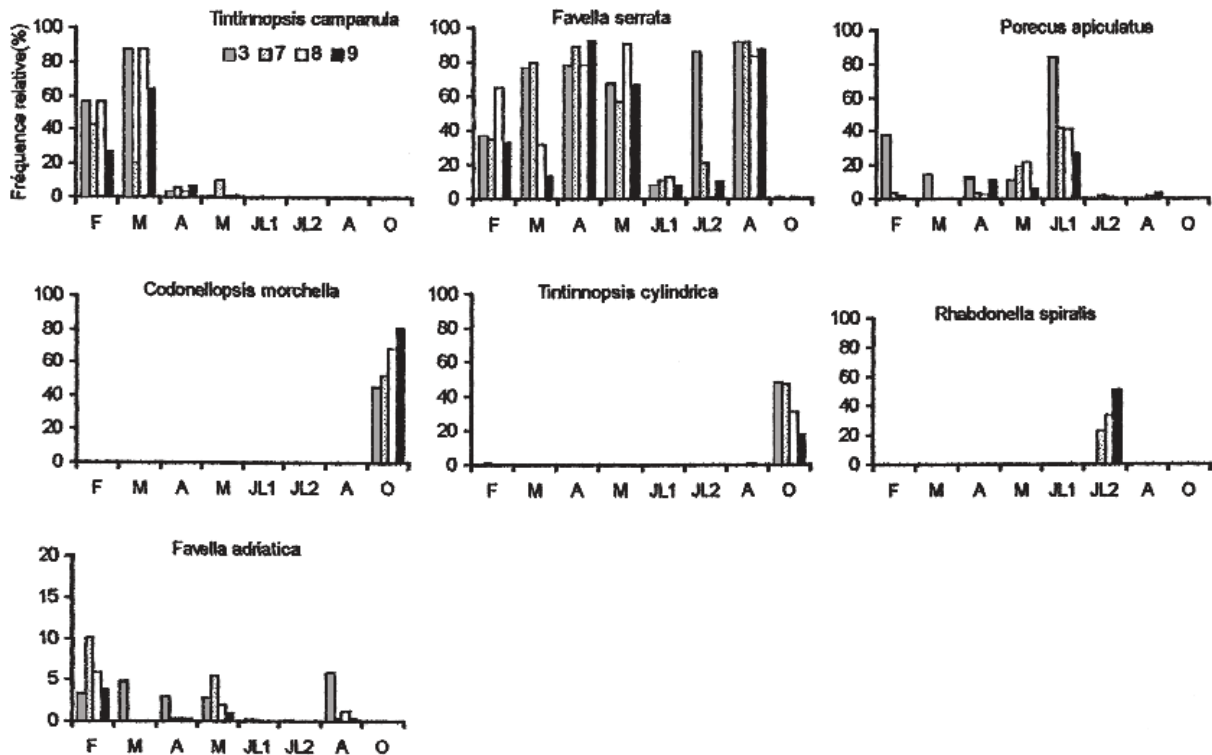 Tintinnopsis campanula
Fréquence relative(%)
3 7 8 9
100
80
60
40
20
0
F M A M JL1 JL2 A O
Favella serrata
100
80
60
40
20
0
F M A M JL1 JL2 A O
Porecus apiculatus
100
80
60
40
20
0
F M A M JL1 JL2 A O
Codonellopsis morchella
100
80
60
40
20
0
F M A M JL1 JL2 A O
Tintinnopsis cylindrica
100
80
60
40
20
0
F M A M JL1 JL2 A O
Rhabdonella spiralis
100
80
60
40
20
0
F M A M JL1 JL2 A O
Favella adriatica
20
15
10
5
0
F M A M JL1 JL2 A O